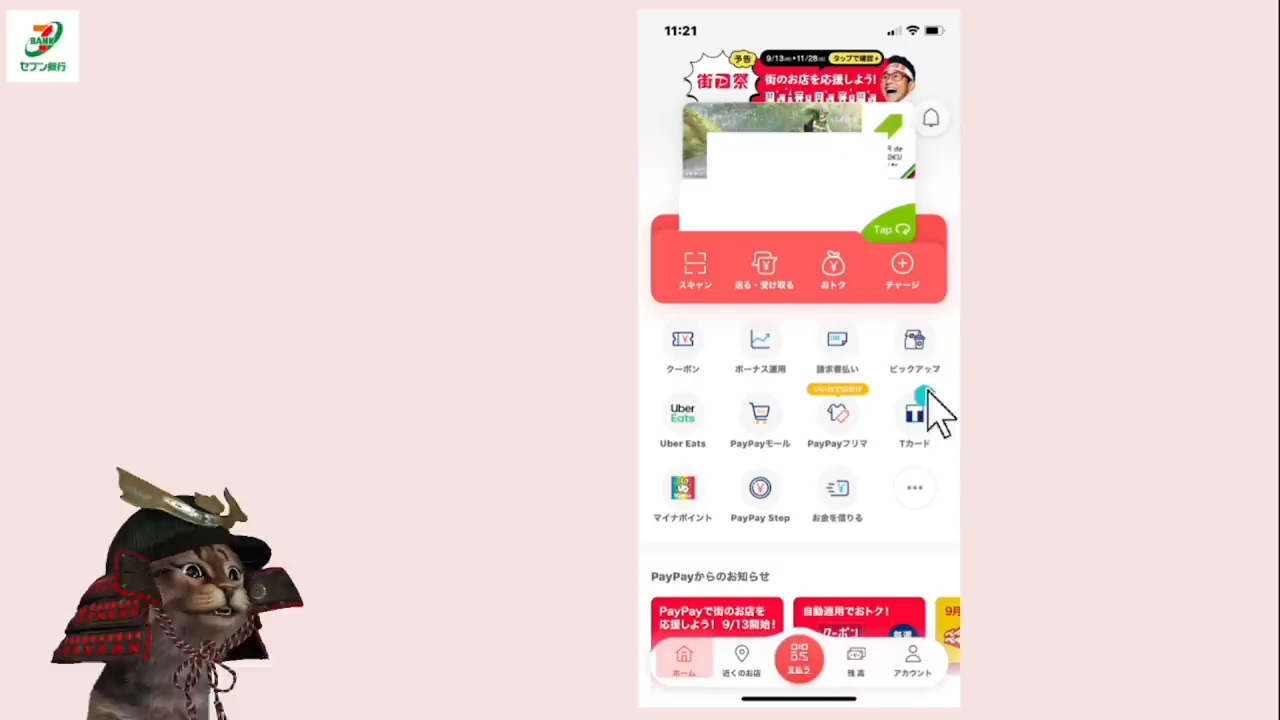 7
BANK
セブン銀行
11:21
予告
9/13㈪▸11/28㈰
タップで確認
街のお店を応援しよう!
Tap
スキャン
送る・受け取る
おトク
チャージ
クーポン
ボーナス運用
請求書払い
ピックアップ
Uber Eats
Uber Eats
PayPayモール
PayPayフリマ
Tカード
マイナポイント
PayPay Step
お金を借りる
PayPayからのお知らせ
PayPayで街のお店を
応援しよう! 9/13開始!
自動適用でおトク!
クーポン
9月
ホーム
近くのお店
支払う
残高
アカウント